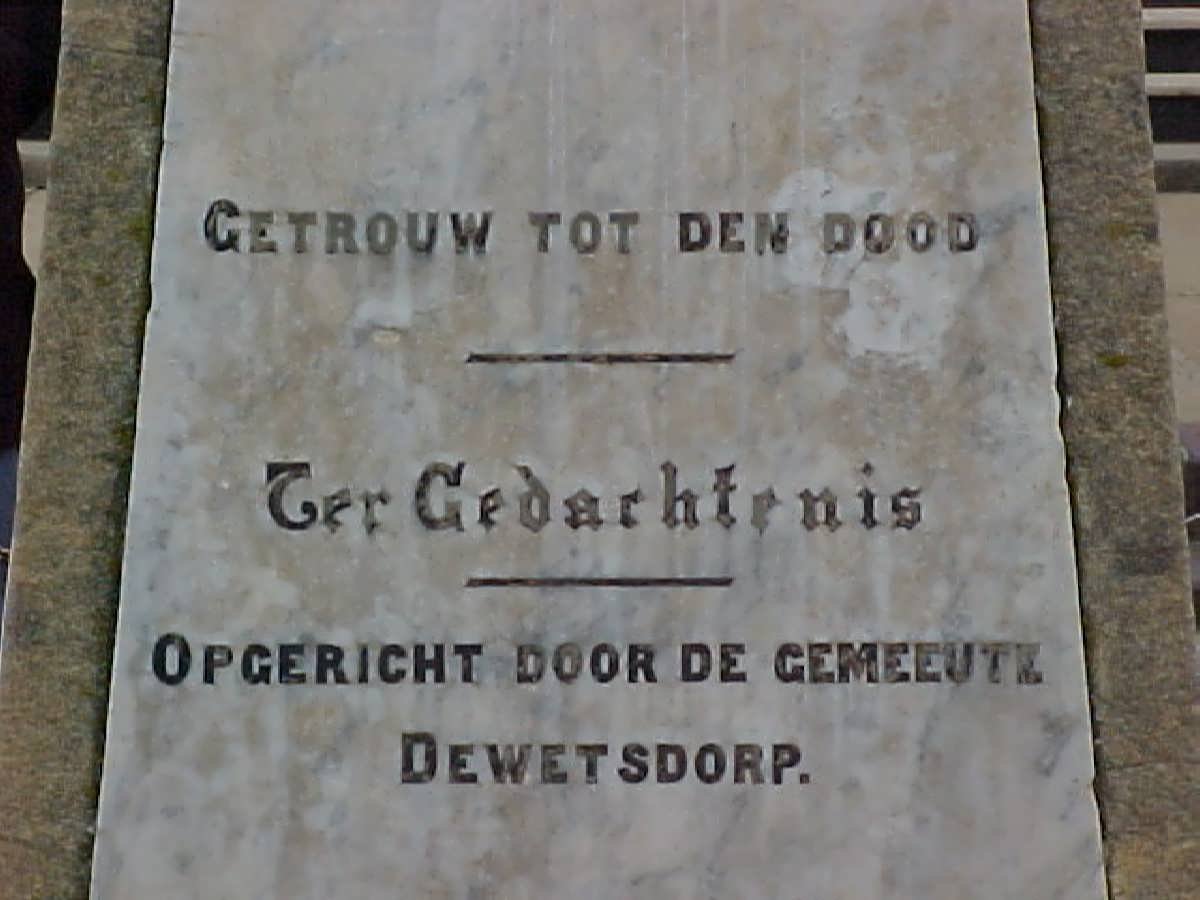 GETROUW TOT DEN DOOD
Ter Gedachtenis
OPGERICHT DOOR DE GEMEEUTE
DEWETSDORP.